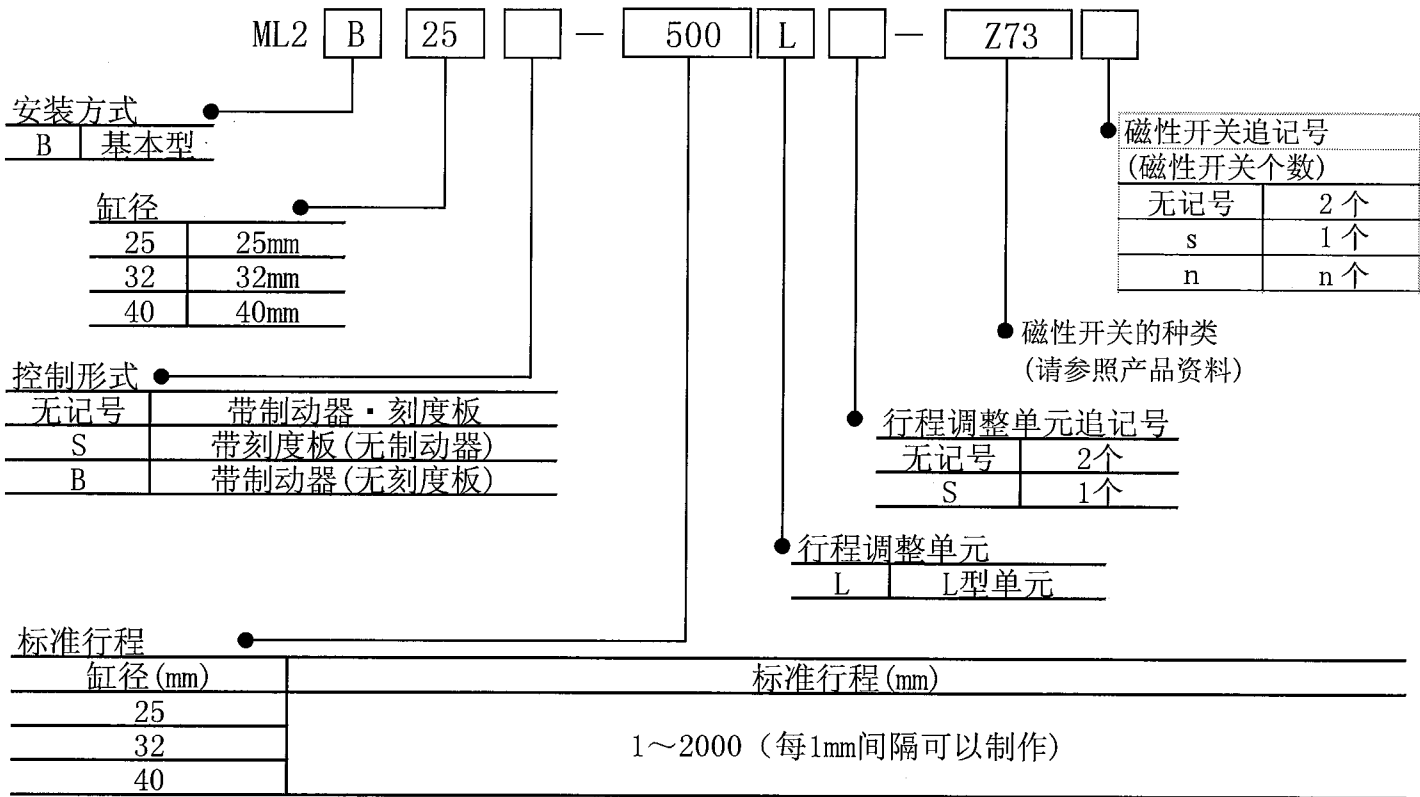 ML2 B 25 － 500 L － Z73
安装方式
B 基本型
缸径
25 25mm
32 32mm
40 40mm
控制形式
无记号 带制动器・刻度板
S 带刻度板(无制动器)
B 带制动器(无刻度板)
磁性开关追记号
(磁性开关个数)
无记号 2个
s 1个
n n个
磁性开关的种类
(请参照产品资料)
行程调整单元追记号
无记号 2个
S 1个
行程调整单元
L L型单元
标准行程
缸径(mm) 标准行程(mm)
25
32 1～2000（每1mm间隔可以制作)
40